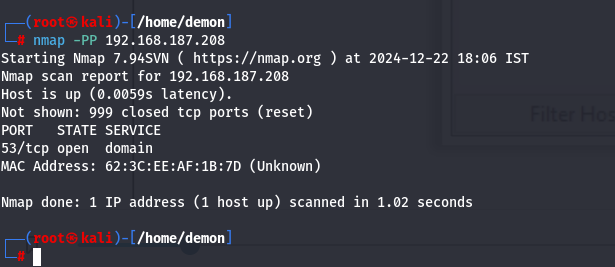 ┌──(root㉿kali)-[/home/demon]
└─# nmap -PP 192.168.187.208
Starting Nmap 7.94SVN ( https://nmap.org ) at 2024-12-22 18:06 IST
Nmap scan report for 192.168.187.208
Host is up (0.0059s latency).
Not shown: 999 closed tcp ports (reset)
PORT   STATE SERVICE
53/tcp open  domain
MAC Address: 62:3C:EE:AF:1B:7D (Unknown)
Nmap done: 1 IP address (1 host up) scanned in 1.02 seconds
┌──(root㉿kali)-[/home/demon]
└─#
Filter Hos